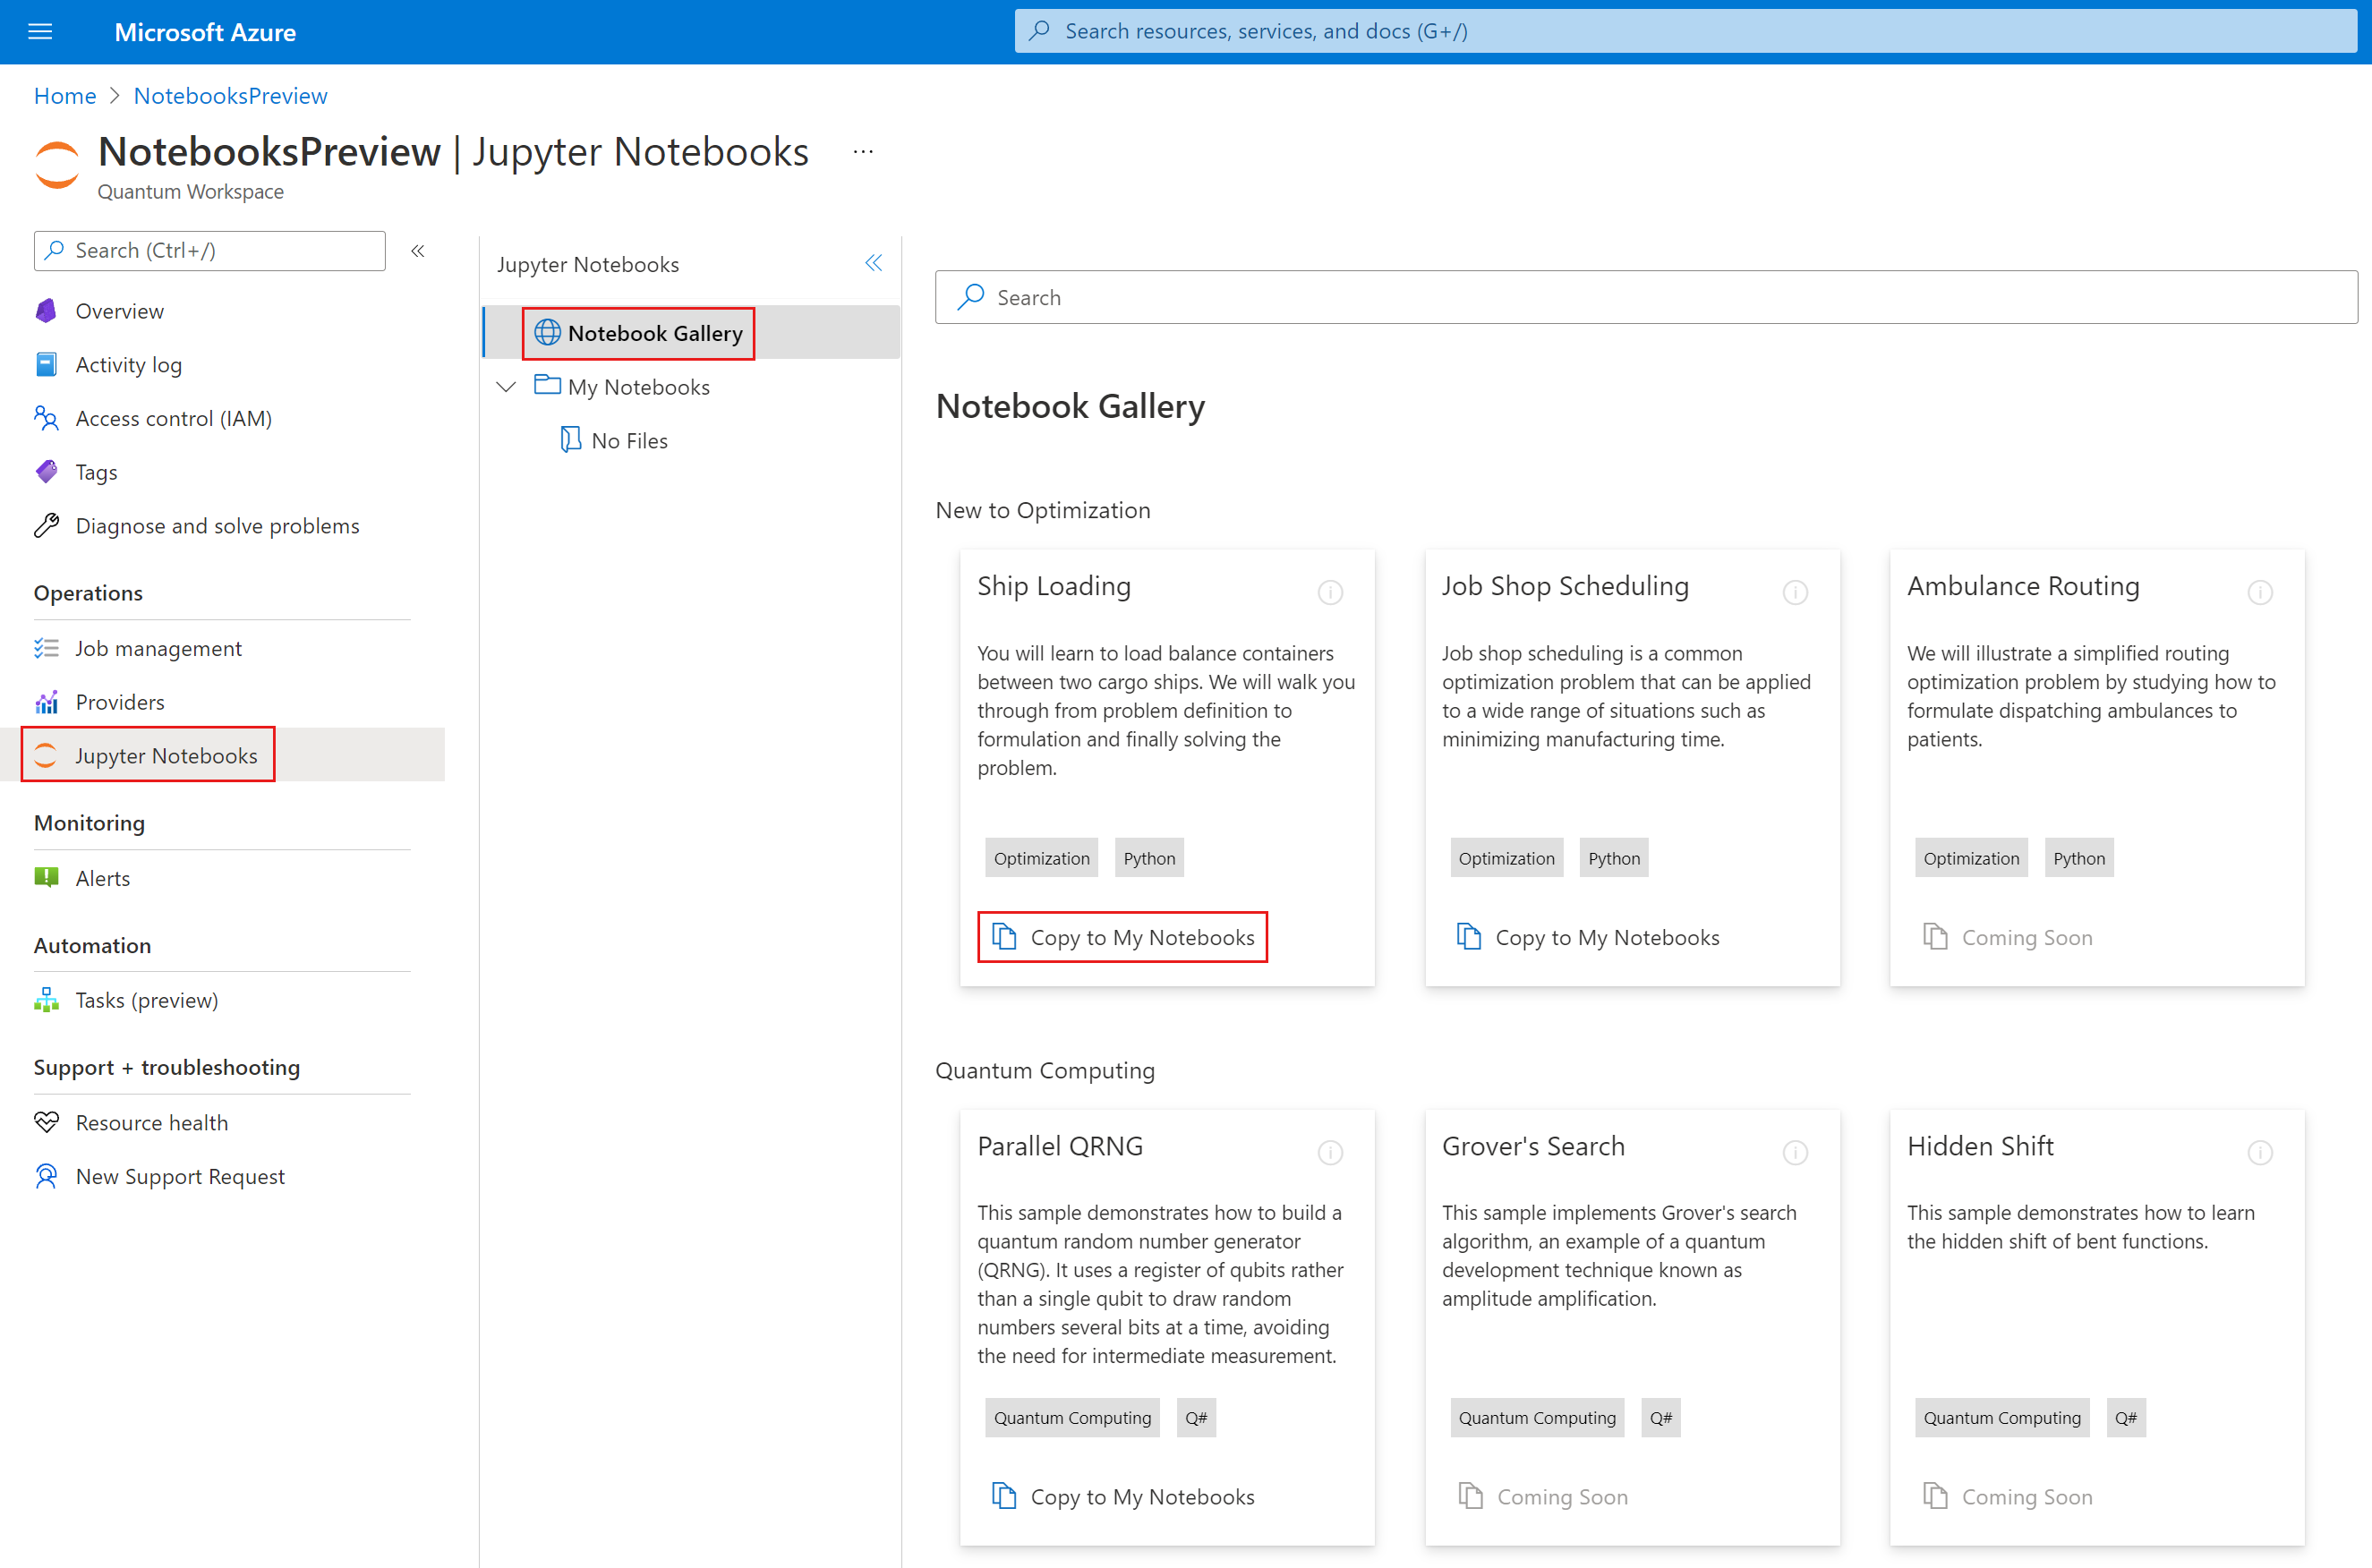 Microsoft Azure
Search resources, services, and docs (G+/)
Home > NotebooksPreview
NotebooksPreview | Jupyter Notebooks ...
Quantum Workspace
Search (Ctrl+/)
Overview
Activity log
Access control (IAM)
Tags
Diagnose and solve problems
Operations
Job management
Providers
Jupyter Notebooks
Monitoring
Alerts
Automation
Tasks (preview)
Support + troubleshooting
Resource health
New Support Request
Jupyter Notebooks
Notebook Gallery
My Notebooks
No Files
Search
Notebook Gallery
New to Optimization
Ship Loading
You will learn to load balance containers
between two cargo ships. We will walk you
through from problem definition to
formulation and finally solving the
problem.
Optimization Python
Copy to My Notebooks
Job Shop Scheduling
Job shop scheduling is a common
optimization problem that can be applied
to a wide range of situations such as
minimizing manufacturing time.
Optimization Python
Copy to My Notebooks
Ambulance Routing
We will illustrate a simplified routing
optimization problem by studying how to
formulate dispatching ambulances to
patients.
Optimization Python
Coming Soon
Quantum Computing
Parallel QRNG
This sample demonstrates how to build a
quantum random number generator
(QRNG). It uses a register of qubits rather
than a single qubit to draw random
numbers several bits at a time, avoiding
the need for intermediate measurement.
Quantum Computing Q#
Copy to My Notebooks
Grover's Search
This sample implements Grover's search
algorithm, an example of a quantum
development technique known as
amplitude amplification.
Quantum Computing Q#
Coming Soon
Hidden Shift
This sample demonstrates how to learn
the hidden shift of bent functions.
Quantum Computing Q#
Coming Soon